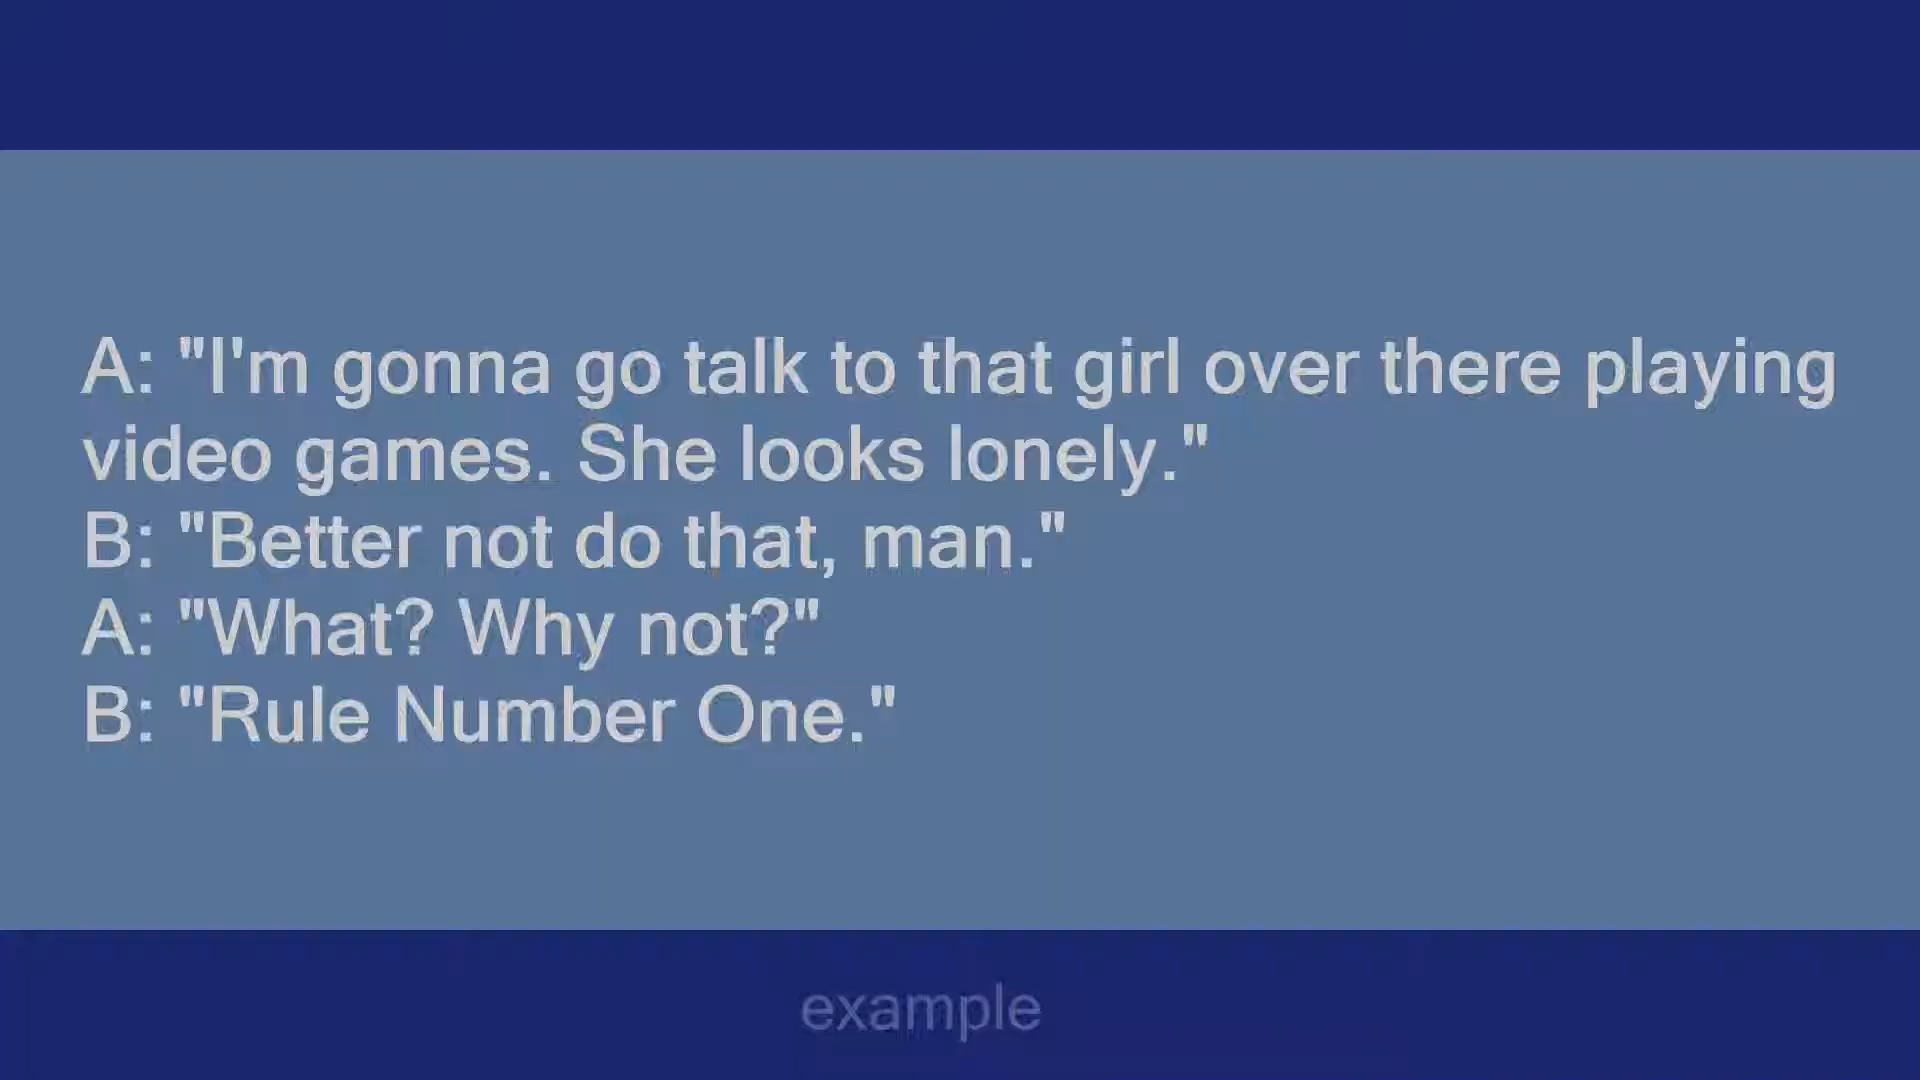 A: "I'm gonna go talk to that girl over there playing
video games. She looks lonely."
B: "Better not do that, man."
A: "What? Why not?"
B: "Rule Number One."
example